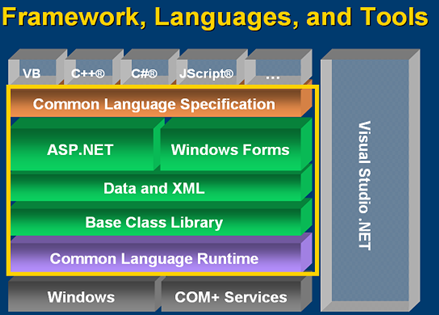 Framework, Languages, and Tools
VB C++® C#® JScript® ...
Common Language Specification
ASP.NET Windows Forms
Data and XML
Base Class Library
Common Language Runtime
Windows COM+ Services
Visual Studio .NET